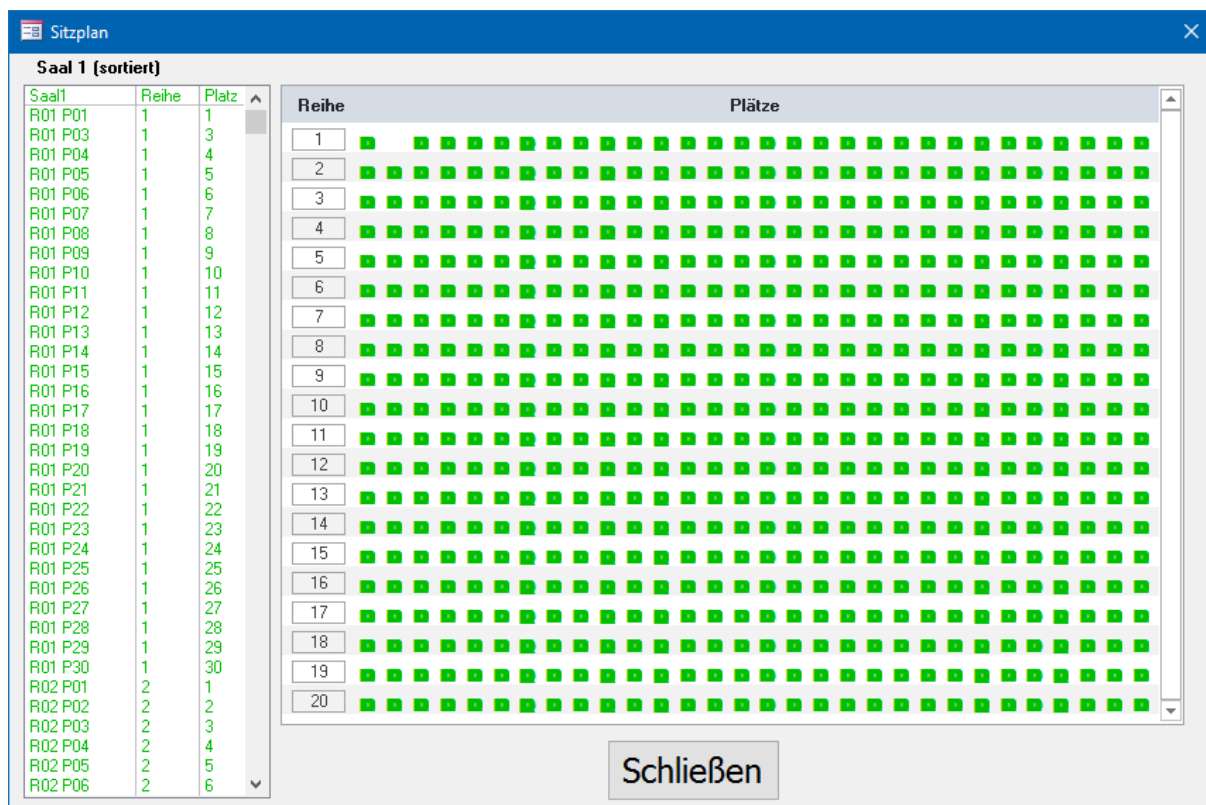 Sitzplan
Saal 1 (sortiert)
Saal1 Reihe Platz
R01 P01 1 1
R01 P03 1 3
R01 P04 1 4
R01 P05 1 5
R01 P06 1 6
R01 P07 1 7
R01 P08 1 8
R01 P09 1 9
R01 P10 1 10
R01 P11 1 11
R01 P12 1 12
R01 P13 1 13
R01 P14 1 14
R01 P15 1 15
R01 P16 1 16
R01 P17 1 17
R01 P18 1 18
R01 P19 1 19
R01 P20 1 20
R01 P21 1 21
R01 P22 1 22
R01 P23 1 23
R01 P24 1 24
R01 P25 1 25
R01 P26 1 26
R01 P27 1 27
R01 P28 1 28
R01 P29 1 29
R01 P30 1 30
R02 P01 2 1
R02 P02 2 2
R02 P03 2 3
R02 P04 2 4
R02 P05 2 5
R02 P06 2 6
Reihe Plätze
1
2
3
4
5
6
7
8
9
10
11
12
13
14
15
16
17
18
19
20
Schließen